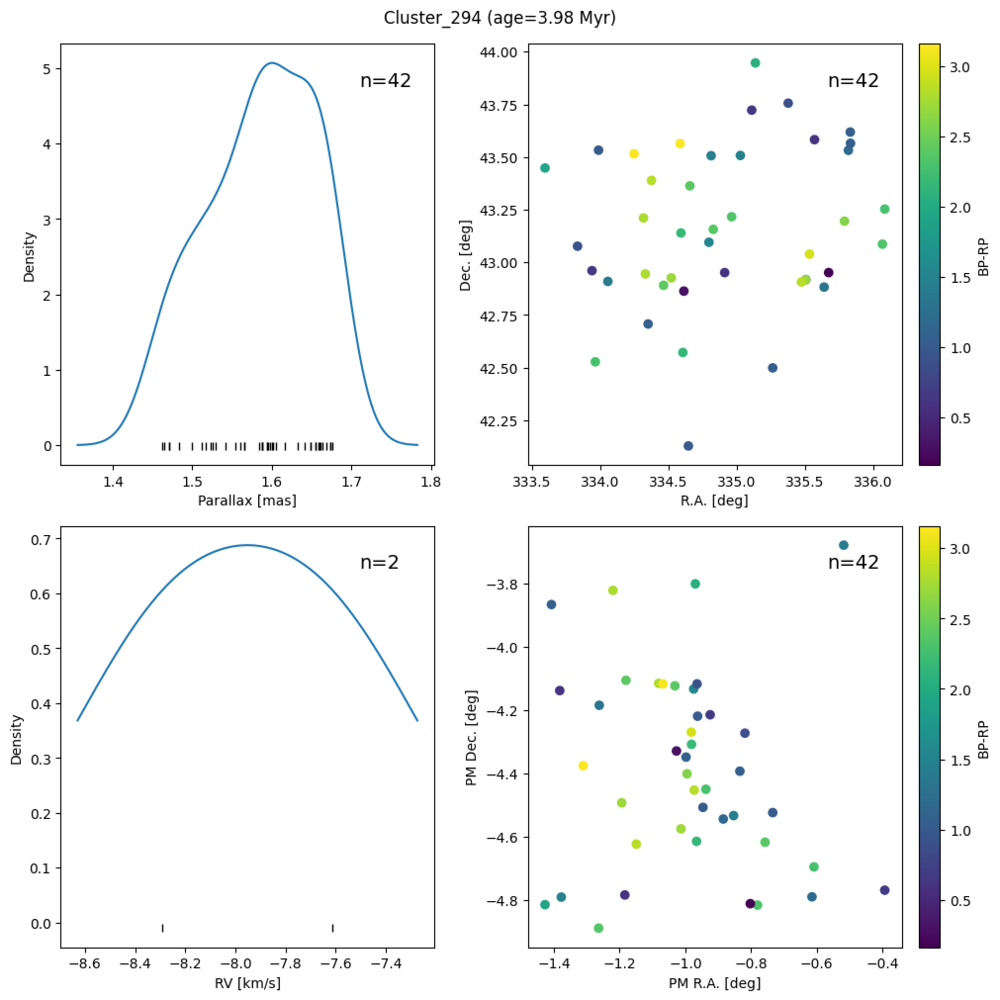 Cluster_294 (age=3.98 Myr)
n=42
Density
5
4
3
2
1
0
1.4 1.5 1.6 1.7 1.8
Parallax [mas]
n=42
Dec. [deg]
44.00
43.75
43.50
43.25
43.00
42.75
42.50
42.25
333.5 334.0 334.5 335.0 335.5 336.0
R.A. [deg]
3.0
2.5
2.0
1.5
1.0
0.5
BP-RP
n=2
Density
0.7
0.6
0.5
0.4
0.3
0.2
0.1
0.0
−8.6 −8.4 −8.2 −8.0 −7.8 −7.6 −7.4
RV [km/s]
n=42
PM Dec. [deg]
−3.8
−4.0
−4.2
−4.4
−4.6
−4.8
−1.4 −1.2 −1.0 −0.8 −0.6 −0.4
PM R.A. [deg]
3.0
2.5
2.0
1.5
1.0
0.5
BP-RP